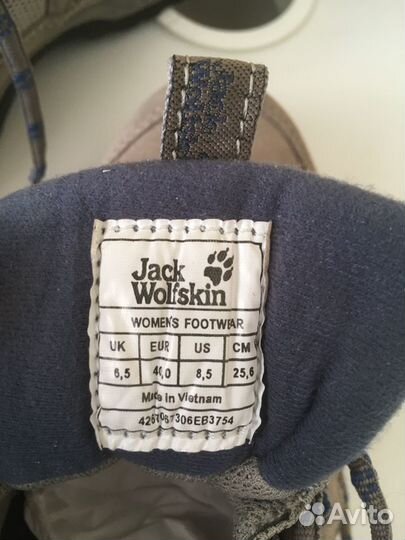 Jack
Wolfskin
WOMEN'S FOOTWEAR
UK EUR US CM
6,5 40,0 8,5 25,6
Made in Vietnam
Avito